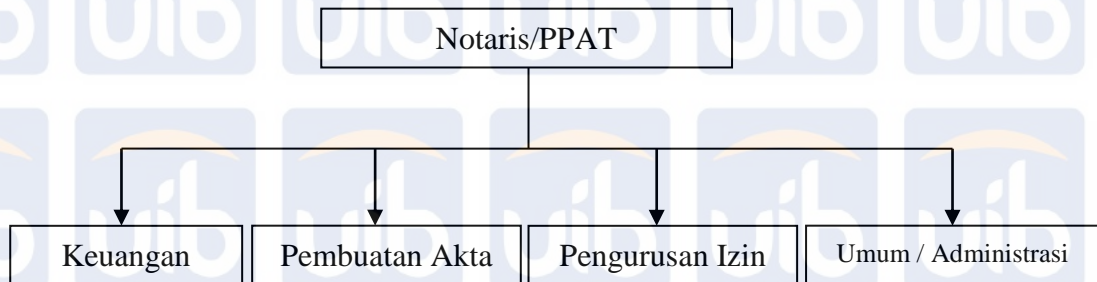 Notaris/PPAT
Keuangan
Pembuatan Akta
Pengurusan Izin
Umum / Administrasi